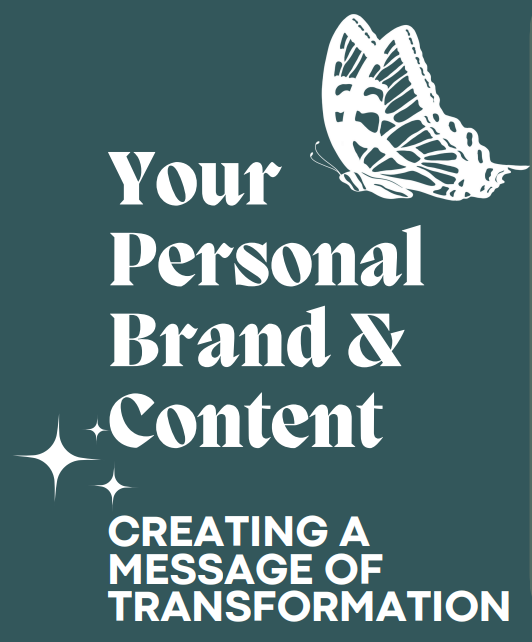 Your
Personal
Brand &
Content
CREATING A
MESSAGE OF
TRANSFORMATION